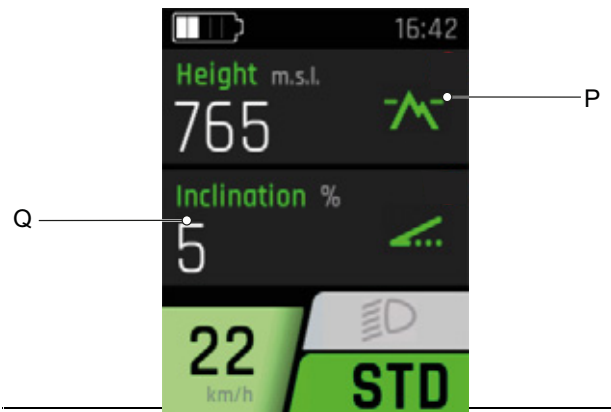 16:42
Height m.s.l.
765
P
Inclination %
Q
5
22
km/h
STD